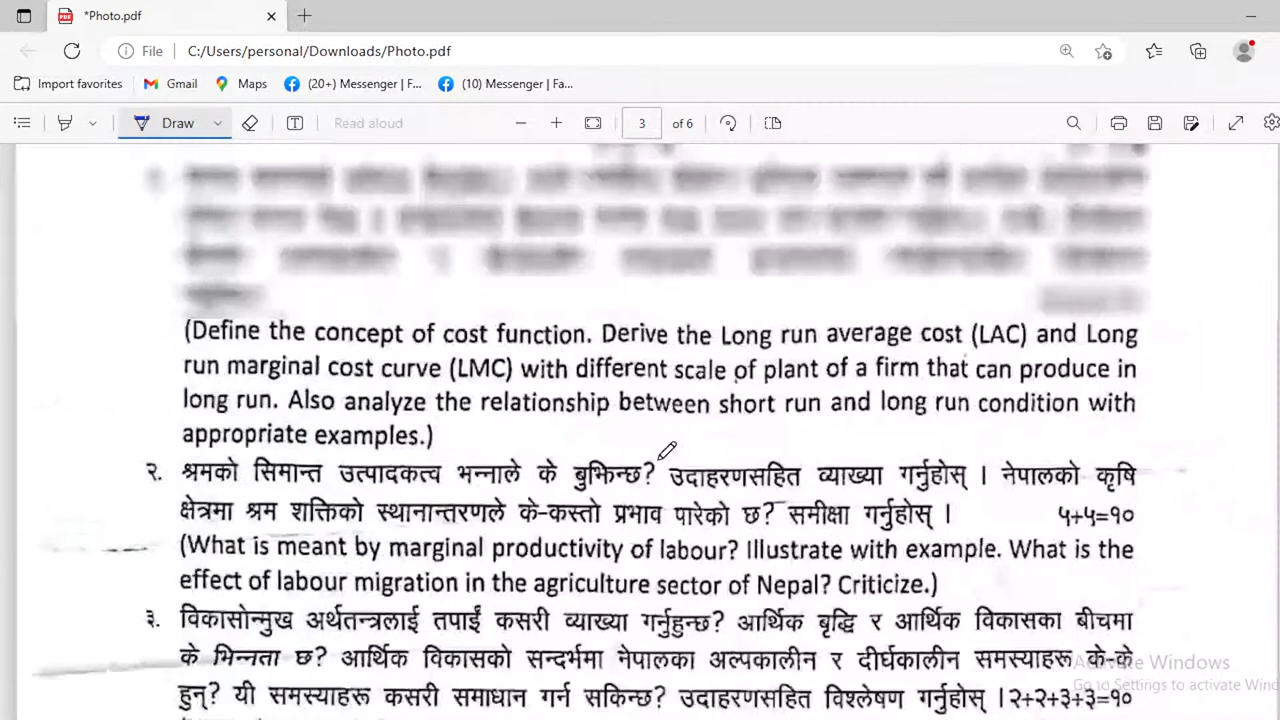 *Photo.pdf
File C:/Users/personal/Downloads/Photo.pdf
Import favorites Gmail Maps (20+) Messenger | F... (10) Messenger | Fa...
Draw Read aloud 3 of 6
(Define the concept of cost function. Derive the Long run average cost (LAC) and Long
run marginal cost curve (LMC) with different scale of plant of a firm that can produce in
long run. Also analyze the relationship between short run and long run condition with
appropriate examples.)
२. श्रमको सिमान्त उत्पादकत्व भन्नाले के बुझिन्छ? उदाहरणसहित व्याख्या गर्नुहोस् । नेपालको कृषि
क्षेत्रमा श्रम शक्तिको स्थानान्तरणले के-कस्तो प्रभाव पारेको छ? समीक्षा गर्नुहोस् । ५+५=१०
(What is meant by marginal productivity of labour? Illustrate with example. What is the
effect of labour migration in the agriculture sector of Nepal? Criticize.)
३. विकासोन्मुख अर्थतन्त्रलाई तपाईं कसरी व्याख्या गर्नुहुन्छ? आर्थिक बृद्धि र आर्थिक विकासका बीचमा
के भिन्नता छ? आर्थिक विकासको सन्दर्भमा नेपालका अल्पकालीन र दीर्घकालीन समस्याहरू के-के
हुन्? यी समस्याहरू कसरी समाधान गर्न सकिन्छ? उदाहरणसहित विश्लेषण गर्नुहोस् ।२+२+३+३=१०
Activate Windows
Go to Settings to activate Wind